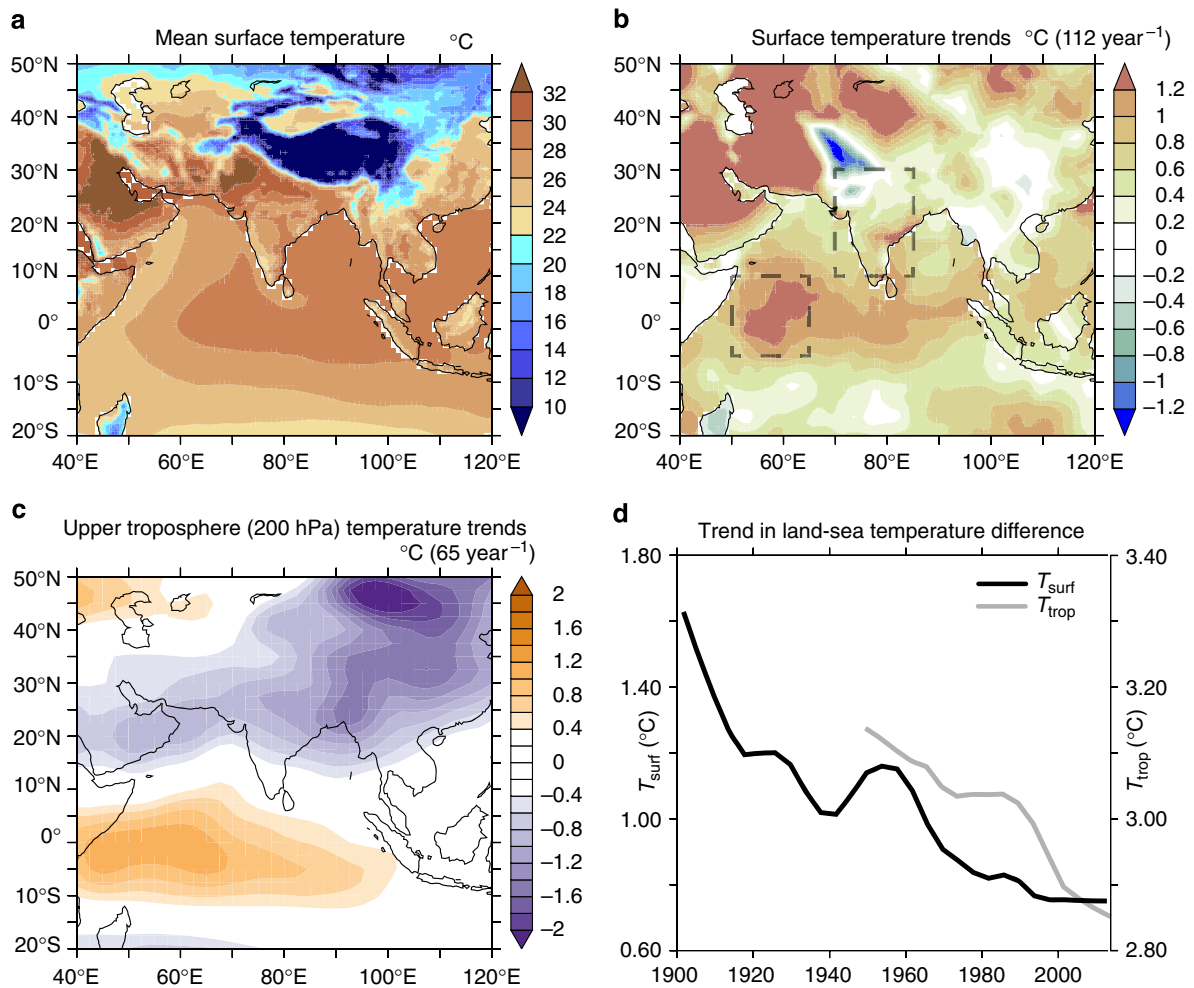 a
Mean surface temperature °C
50°N
40°N
30°N
20°N
10°N
0°
10°S
20°S
40°E 60°E 80°E 100°E 120°E
32
30
28
26
24
22
20
18
16
14
12
10
b
Surface temperature trends °C (112 year⁻¹)
50°N
40°N
30°N
20°N
10°N
0°
10°S
20°S
40°E 60°E 80°E 100°E 120°E
1.2
1
0.8
0.6
0.4
0.2
0
−0.2
−0.4
−0.6
−0.8
−1
−1.2
c
Upper troposphere (200 hPa) temperature trends
°C (65 year⁻¹)
50°N
40°N
30°N
20°N
10°N
0°
10°S
20°S
40°E 60°E 80°E 100°E 120°E
2
1.6
1.2
0.8
0.4
0
−0.4
−0.8
−1.2
−1.6
−2
d
Trend in land-sea temperature difference
Tsurf
Ttrop
1.80
1.40
1.00
0.60
Tsurf (°C)
3.40
3.20
3.00
2.80
Ttrop (°C)
1900 1920 1940 1960 1980 2000